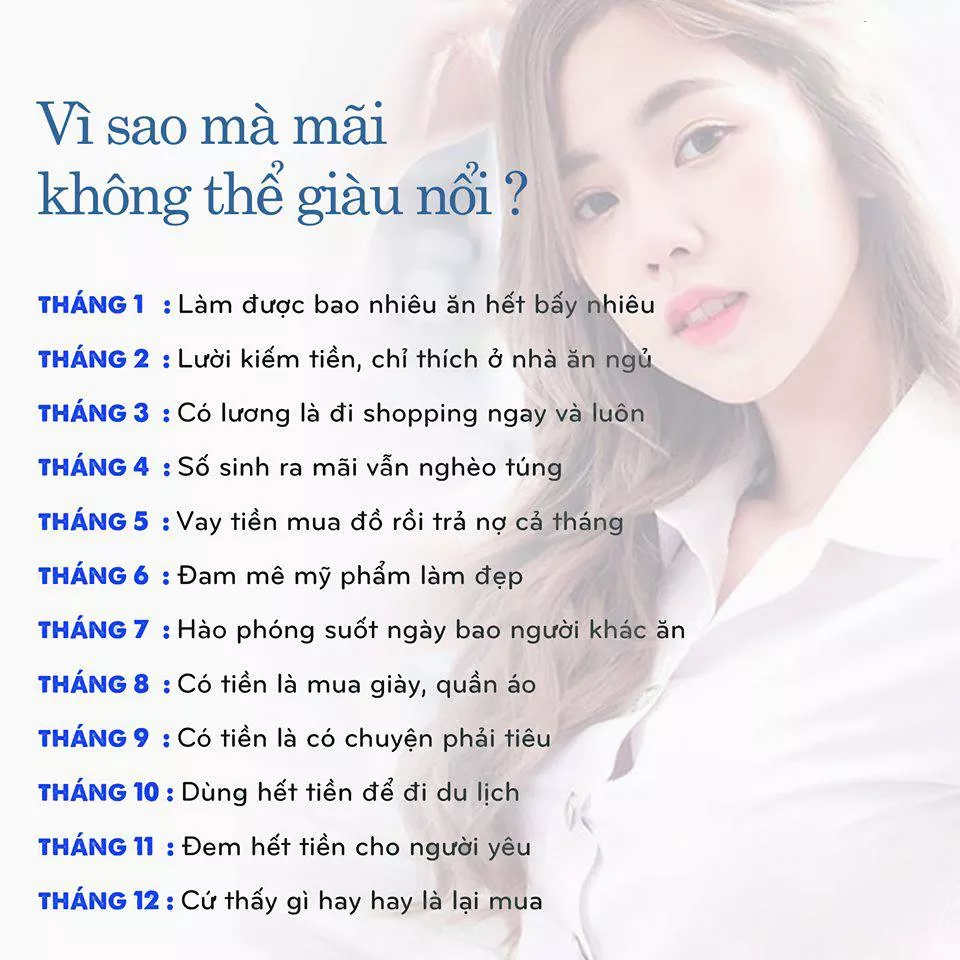 Vì sao mà mãi
không thể giàu nổi ?
THÁNG 1 : Làm được bao nhiêu ăn hết bấy nhiêu
THÁNG 2 : Lười kiếm tiền, chỉ thích ở nhà ăn ngủ
THÁNG 3 : Có lương là đi shopping ngay và luôn
THÁNG 4 : Số sinh ra mãi vẫn nghèo túng
THÁNG 5 : Vay tiền mua đồ rồi trả nợ cả tháng
THÁNG 6 : Đam mê mỹ phẩm làm đẹp
THÁNG 7 : Hào phóng suốt ngày bao người khác ăn
THÁNG 8 : Có tiền là mua giày, quần áo
THÁNG 9 : Có tiền là có chuyện phải tiêu
THÁNG 10 : Dùng hết tiền để đi du lịch
THÁNG 11 : Đem hết tiền cho người yêu
THÁNG 12 : Cứ thấy gì hay hay là lại mua